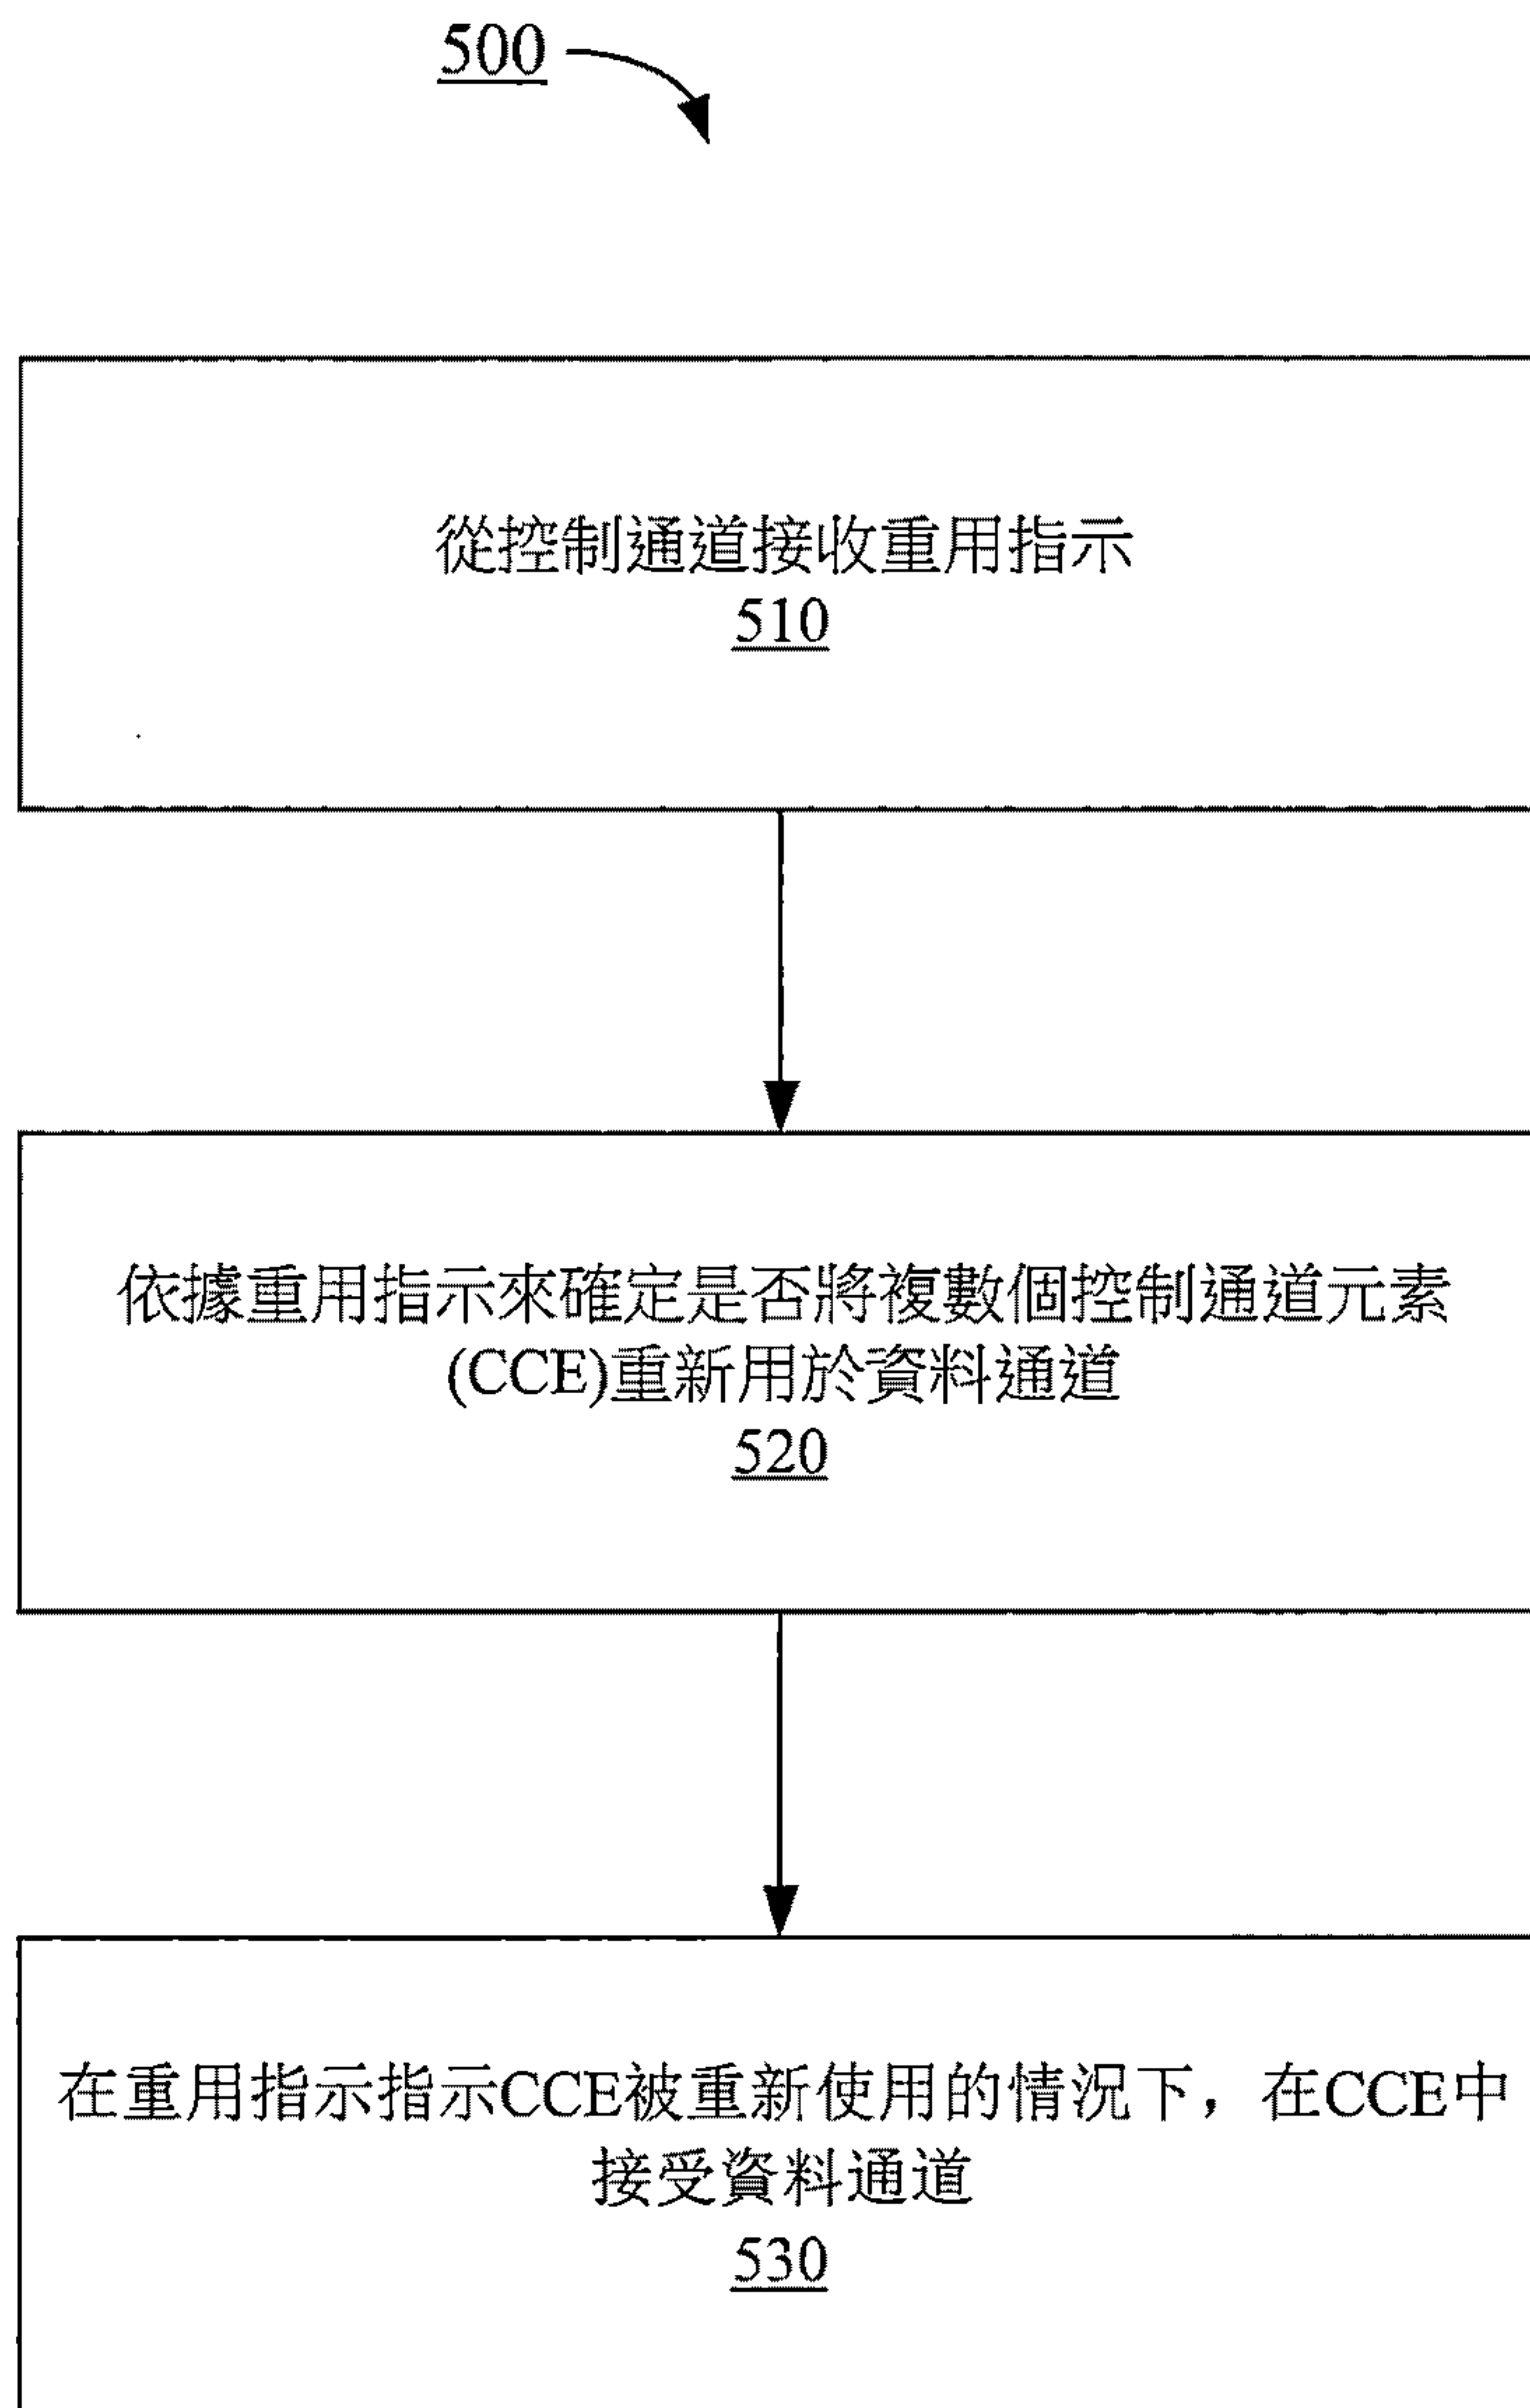 500
從控制通道接收重用指示
510
依據重用指示來確定是否將複數個控制通道元素
(CCE)重新用於資料通道
520
在重用指示指示CCE被重新使用的情況下，在CCE中
接受資料通道
530